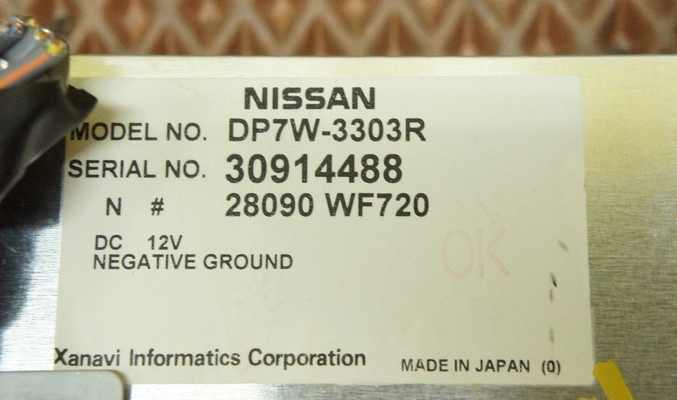 NISSAN
MODEL NO. DP7W-3303R
SERIAL NO. 30914488
N # 28090 WF720
DC 12V
NEGATIVE GROUND
OK
Xanavi Informatics Corporation MADE IN JAPAN (0)